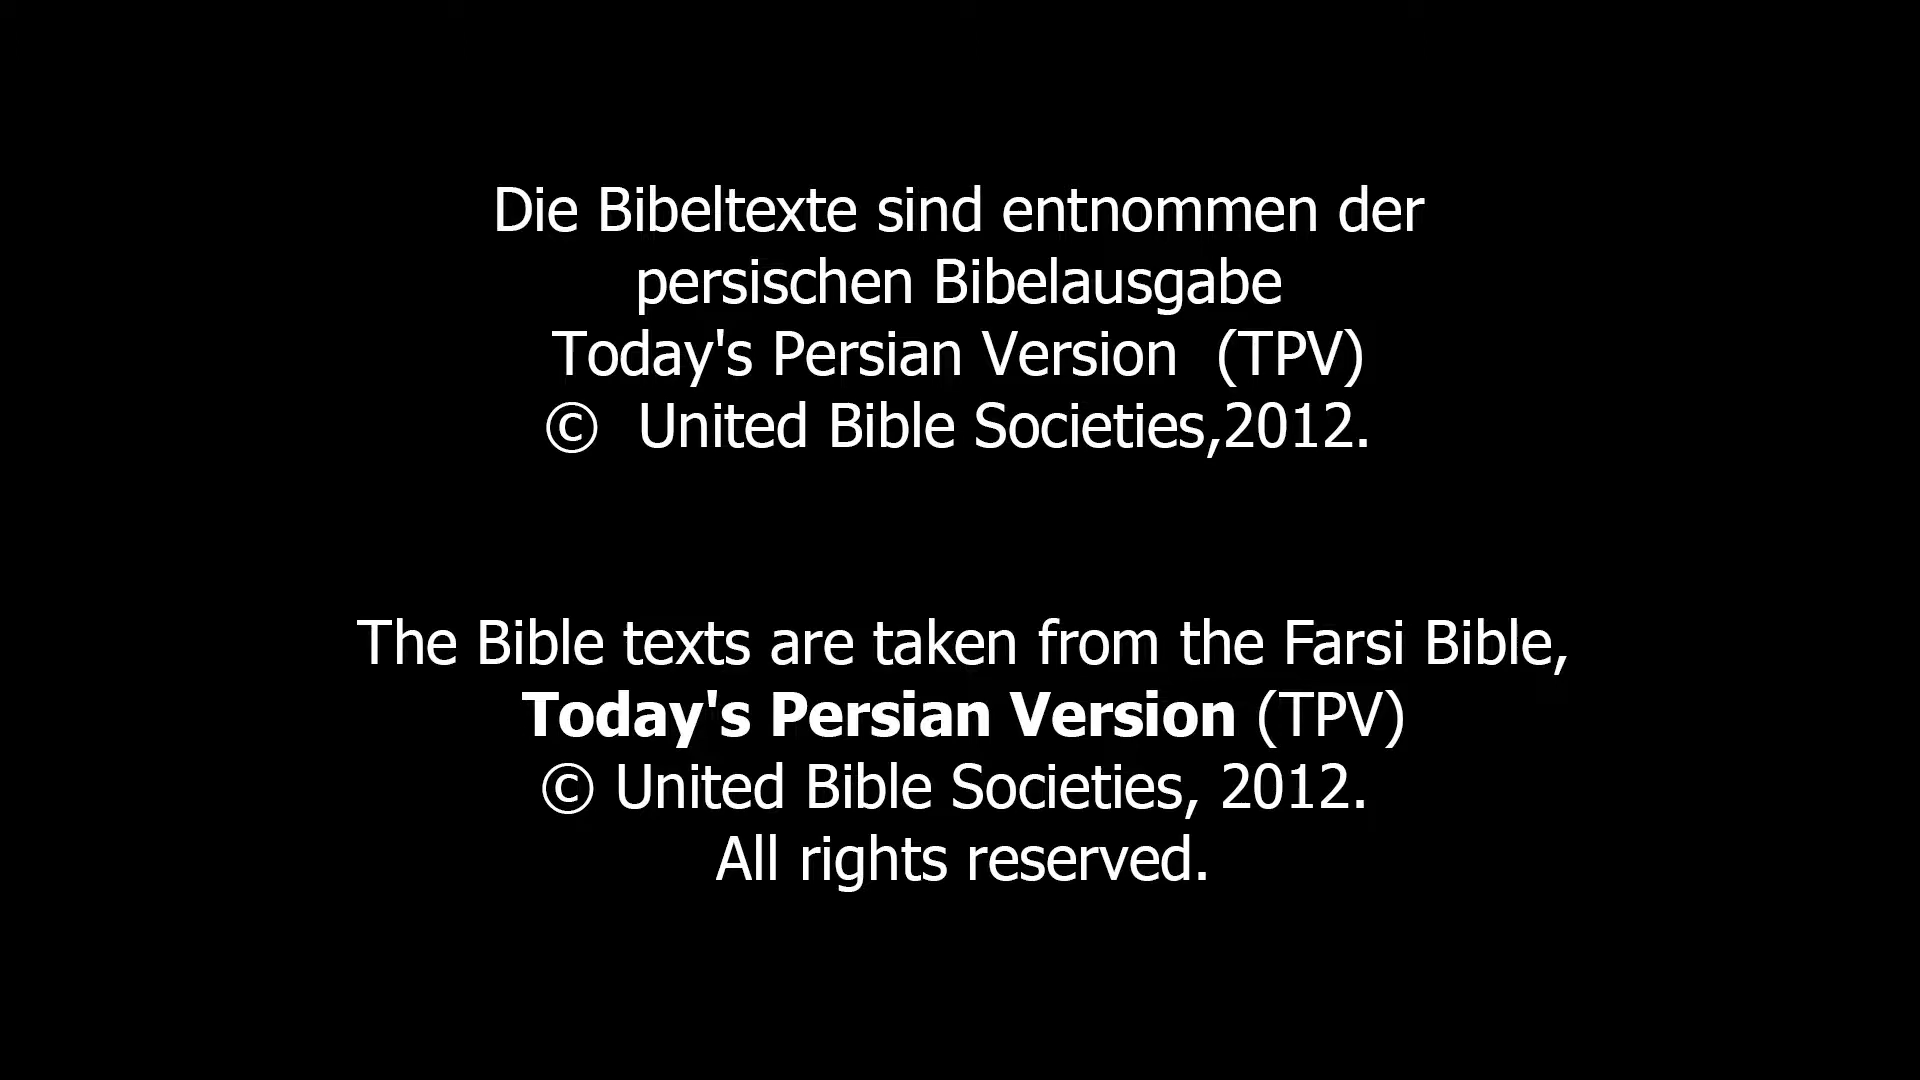 Die Bibeltexte sind entnommen der
persischen Bibelausgabe
Today's Persian Version  (TPV)
©  United Bible Societies,2012.
The Bible texts are taken from the Farsi Bible,
Today's Persian Version (TPV)
© United Bible Societies, 2012.
All rights reserved.